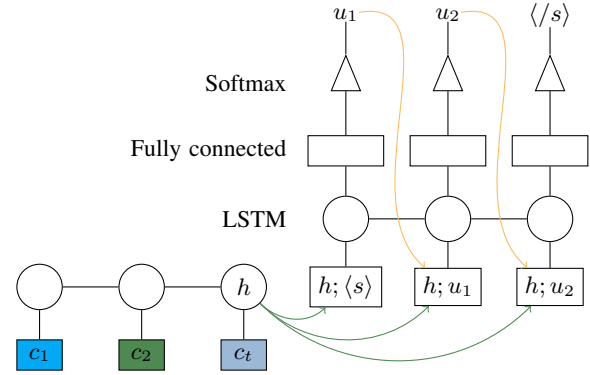 u₁ u₂ ⟨/s⟩
Softmax
Fully connected
LSTM
h h; ⟨s⟩ h; u₁ h; u₂
c₁ c₂ cₜ